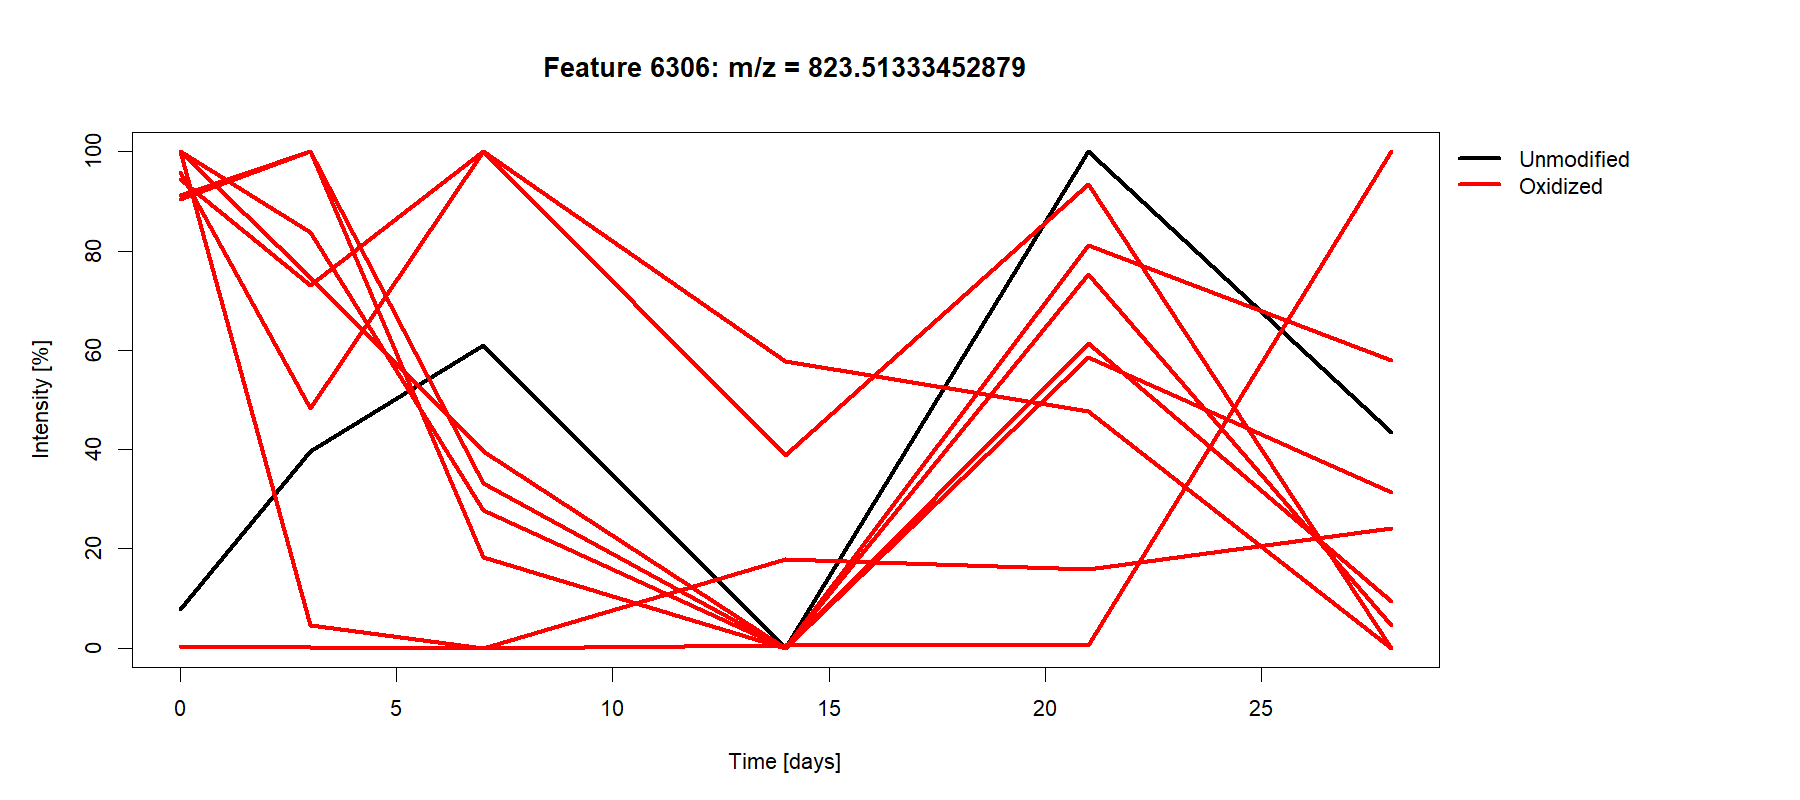 Feature 6306: m/z = 823.51333452879
Unmodified
Oxidized
Intensity [%]
100
80
60
40
20
0
0 5 10 15 20 25
Time [days]